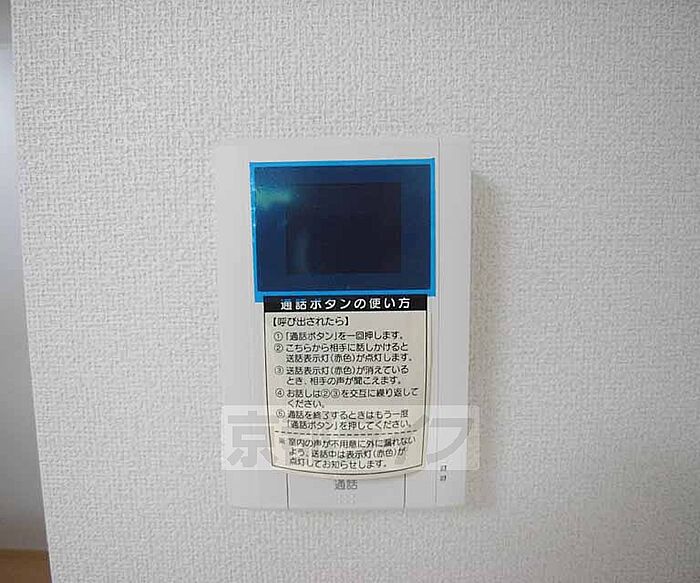 通話ボタンの使い方
【呼び出されたら】
①「通話ボタン」を一回押します。
②こちらから相手に話しかけると
送話表示灯(赤色)が点灯します。
③送話表示灯(赤色)が消えている
とき、相手の声が聞こえます。
④お話しは②③を交互に繰り返して
ください。
⑤通話を終了するときはもう一度
「通話ボタン」を押してください。
※室内の声が不用意に外に漏れない
よう、送話中は表示灯(赤色)が
点灯してお知らせします。
通話